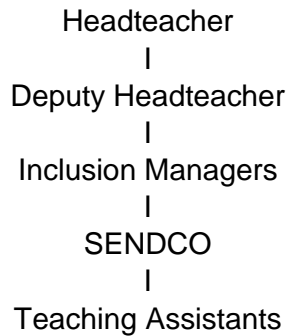 Headteacher
I
Deputy Headteacher
I
Inclusion Managers
I
SENDCO
I
Teaching Assistants